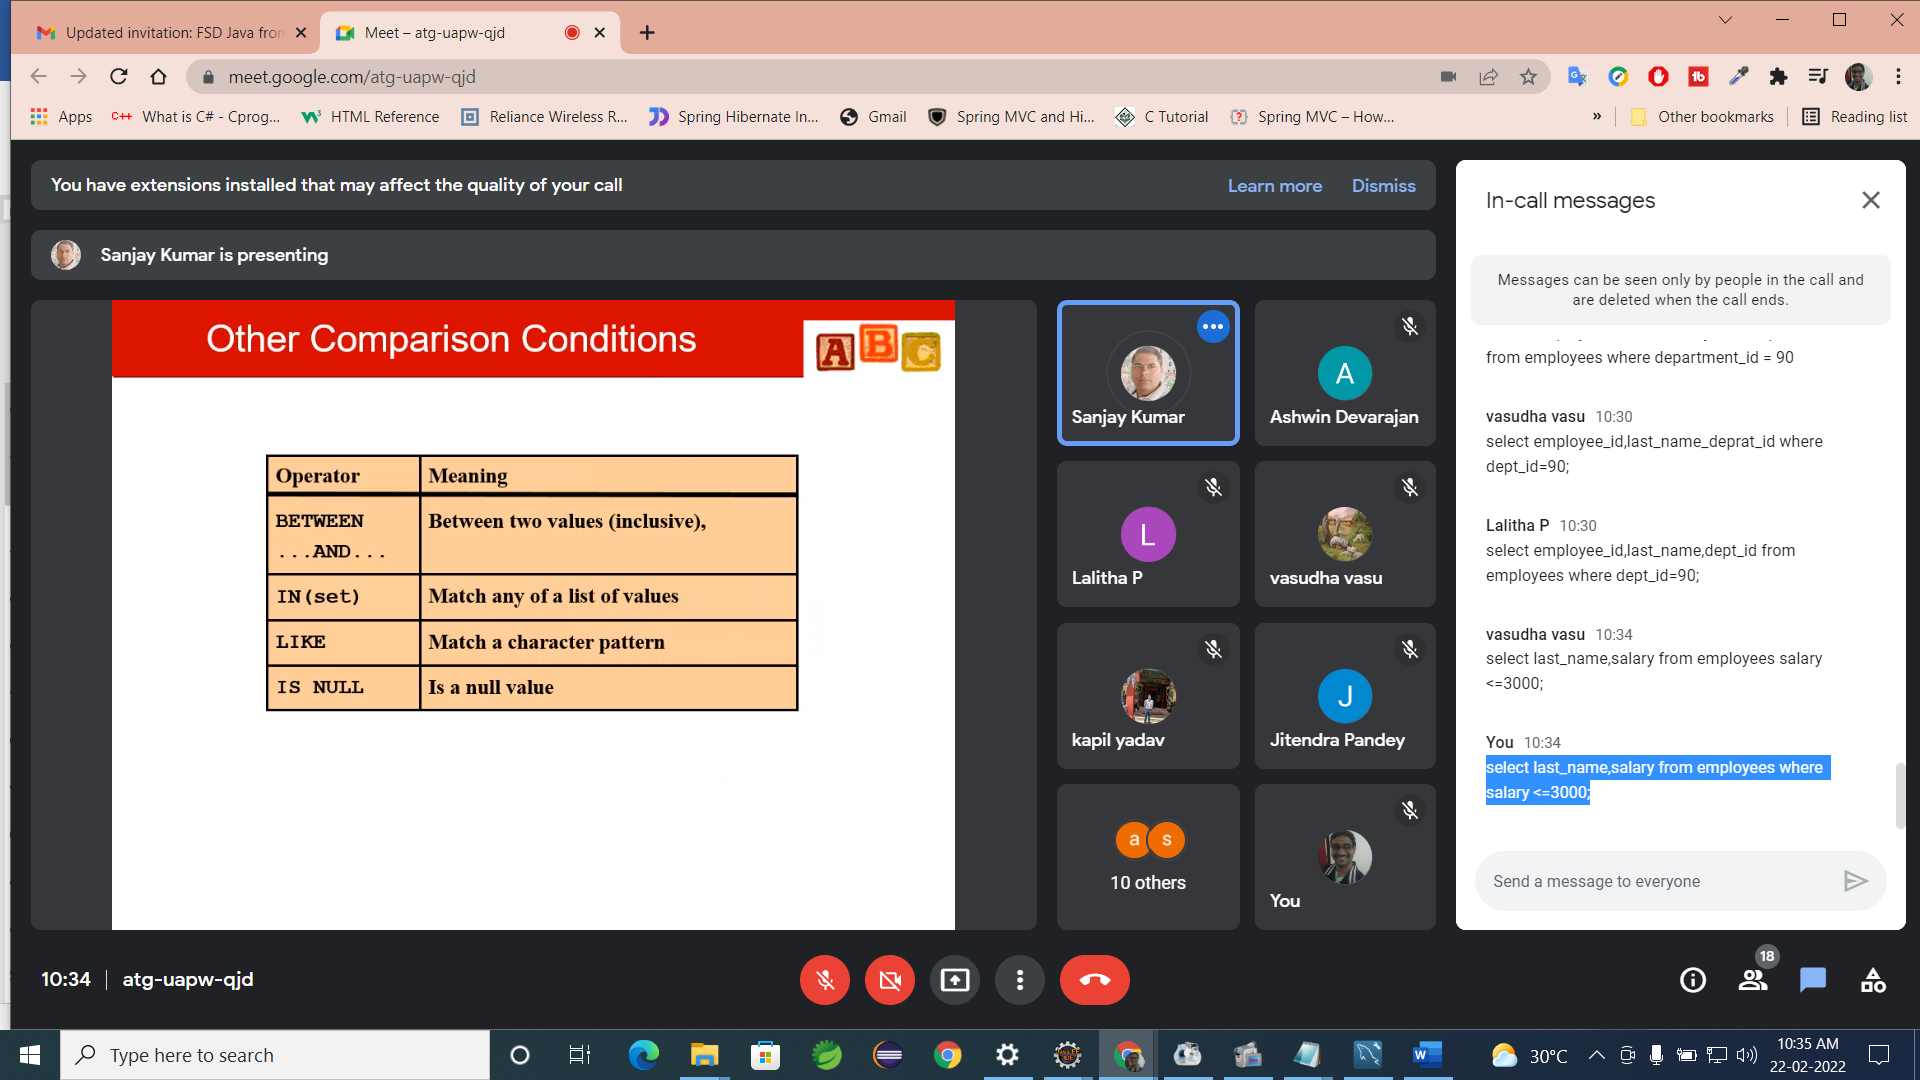 Updated invitation: FSD Java fron
Meet – atg-uapw-qjd
meet.google.com/atg-uapw-qjd
Apps
C++ What is C# - Cprog...
HTML Reference
Reliance Wireless R...
Spring Hibernate In...
Gmail
Spring MVC and Hi...
C Tutorial
Spring MVC – How...
»
Other bookmarks
Reading list
You have extensions installed that may affect the quality of your call
Learn more
Dismiss
Sanjay Kumar is presenting
Other Comparison Conditions
A B C
Operator Meaning
BETWEEN Between two values (inclusive),
...AND...
IN(set) Match any of a list of values
LIKE Match a character pattern
IS NULL Is a null value
Sanjay Kumar
A
Ashwin Devarajan
L
Lalitha P
vasudha vasu
kapil yadav
J
Jitendra Pandey
a s
10 others
You
In-call messages
Messages can be seen only by people in the call and
are deleted when the call ends.
from employees where department_id = 90
vasudha vasu 10:30
select employee_id,last_name_deprat_id where
dept_id=90;
Lalitha P 10:30
select employee_id,last_name,dept_id from
employees where dept_id=90;
vasudha vasu 10:34
select last_name,salary from employees salary
<=3000;
You 10:34
select last_name,salary from employees where
salary <=3000;
Send a message to everyone
10:34 | atg-uapw-qjd
18
Type here to search
30°C
10:35 AM
22-02-2022